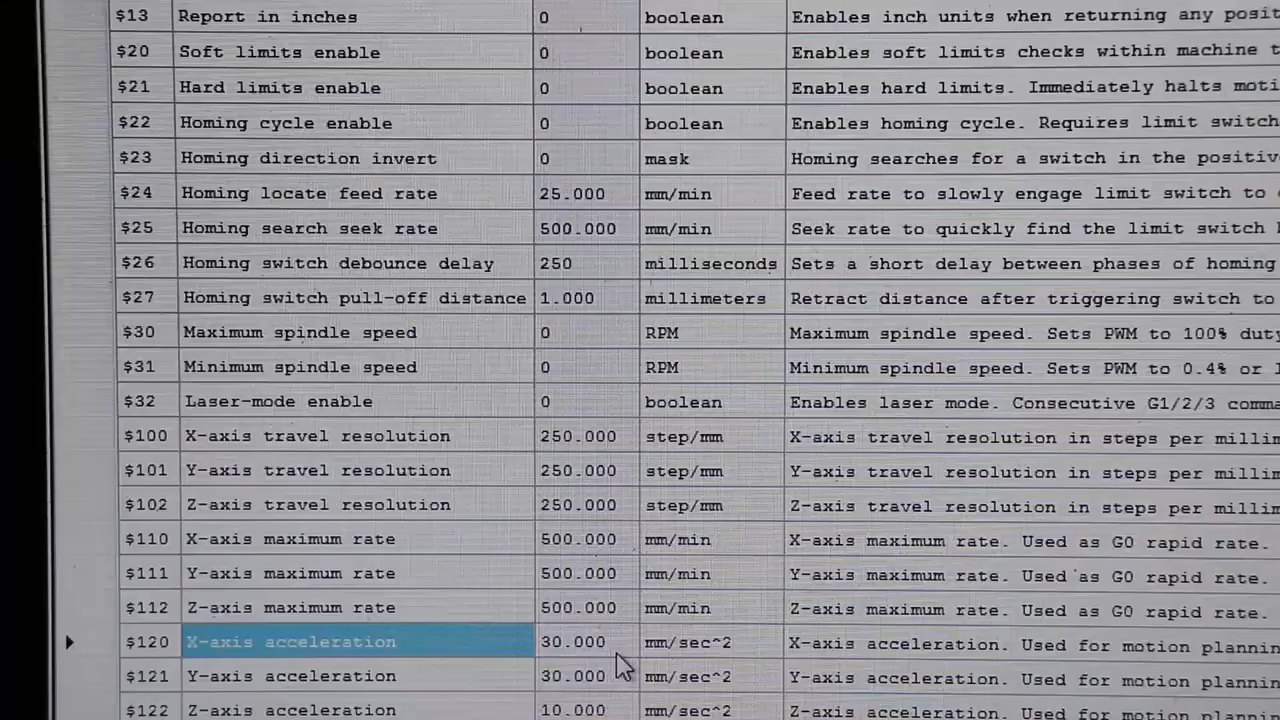 $13 Report in inches 0 boolean Enables inch units when returning any posit
$20 Soft limits enable 0 boolean Enables soft limits checks within machine t
$21 Hard limits enable 0 boolean Enables hard limits. Immediately halts moti
$22 Homing cycle enable 0 boolean Enables homing cycle. Requires limit switch
$23 Homing direction invert 0 mask Homing searches for a switch in the positiv
$24 Homing locate feed rate 25.000 mm/min Feed rate to slowly engage limit switch to
$25 Homing search seek rate 500.000 mm/min Seek rate to quickly find the limit switch
$26 Homing switch debounce delay 250 milliseconds Sets a short delay between phases of homing
$27 Homing switch pull-off distance 1.000 millimeters Retract distance after triggering switch to
$30 Maximum spindle speed 0 RPM Maximum spindle speed. Sets PWM to 100% duty
$31 Minimum spindle speed 0 RPM Minimum spindle speed. Sets PWM to 0.4% or
$32 Laser-mode enable 0 boolean Enables laser mode. Consecutive G1/2/3 comma
$100 X-axis travel resolution 250.000 step/mm X-axis travel resolution in steps per millim
$101 Y-axis travel resolution 250.000 step/mm Y-axis travel resolution in steps per millim
$102 Z-axis travel resolution 250.000 step/mm Z-axis travel resolution in steps per millim
$110 X-axis maximum rate 500.000 mm/min X-axis maximum rate. Used as G0 rapid rate.
$111 Y-axis maximum rate 500.000 mm/min Y-axis maximum rate. Used as G0 rapid rate.
$112 Z-axis maximum rate 500.000 mm/min Z-axis maximum rate. Used as G0 rapid rate.
$120 X-axis acceleration 30.000 mm/sec^2 X-axis acceleration. Used for motion plannin
$121 Y-axis acceleration 30.000 mm/sec^2 Y-axis acceleration. Used for motion plannin
$122 Z-axis acceleration 10.000 mm/sec^2 Z-axis acceleration. Used for motion plannin